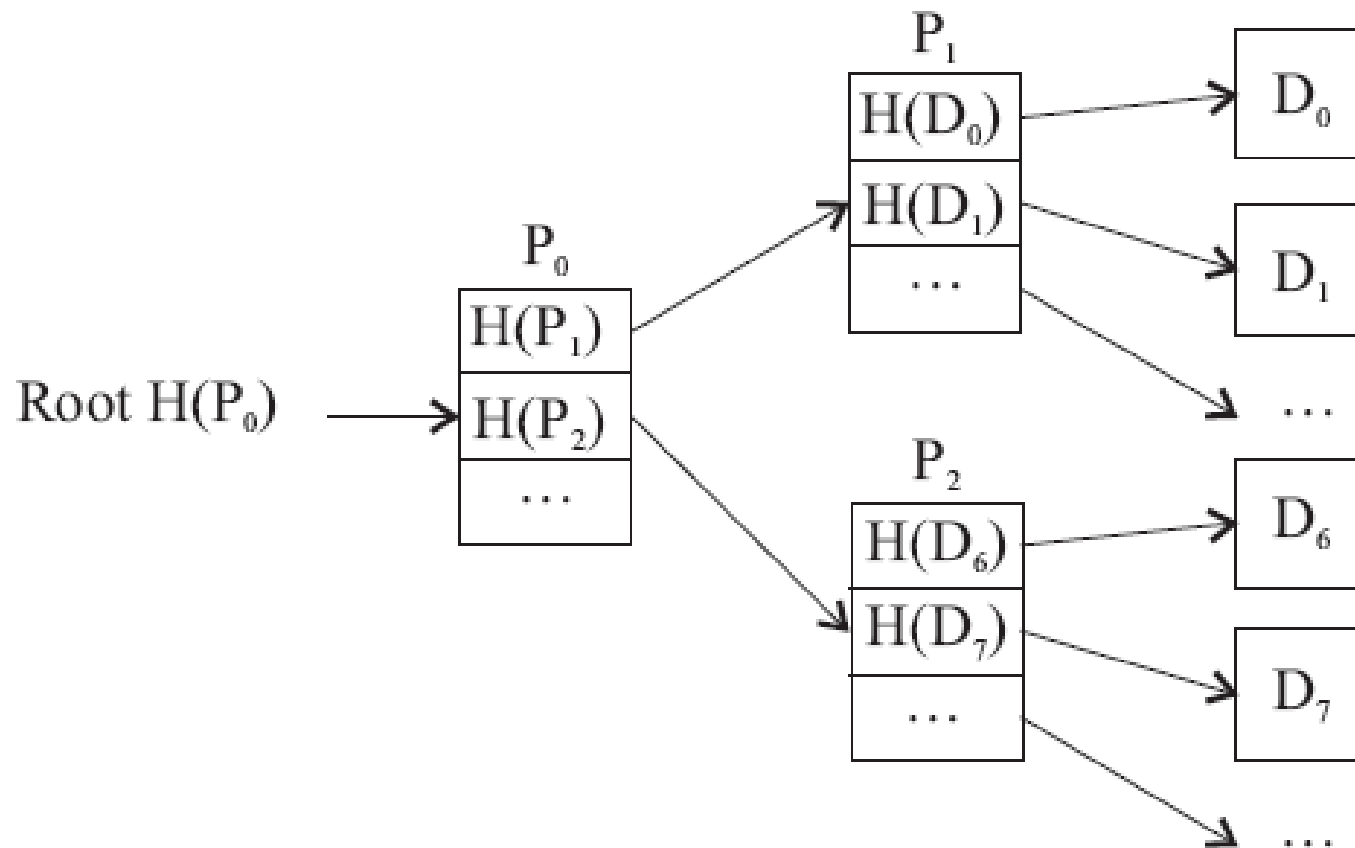 Root H(P₀)
P₀
H(P₁)
H(P₂)
...
P₁
H(D₀)
H(D₁)
...
P₂
H(D₆)
H(D₇)
...
D₀
D₁
...
D₆
D₇
...